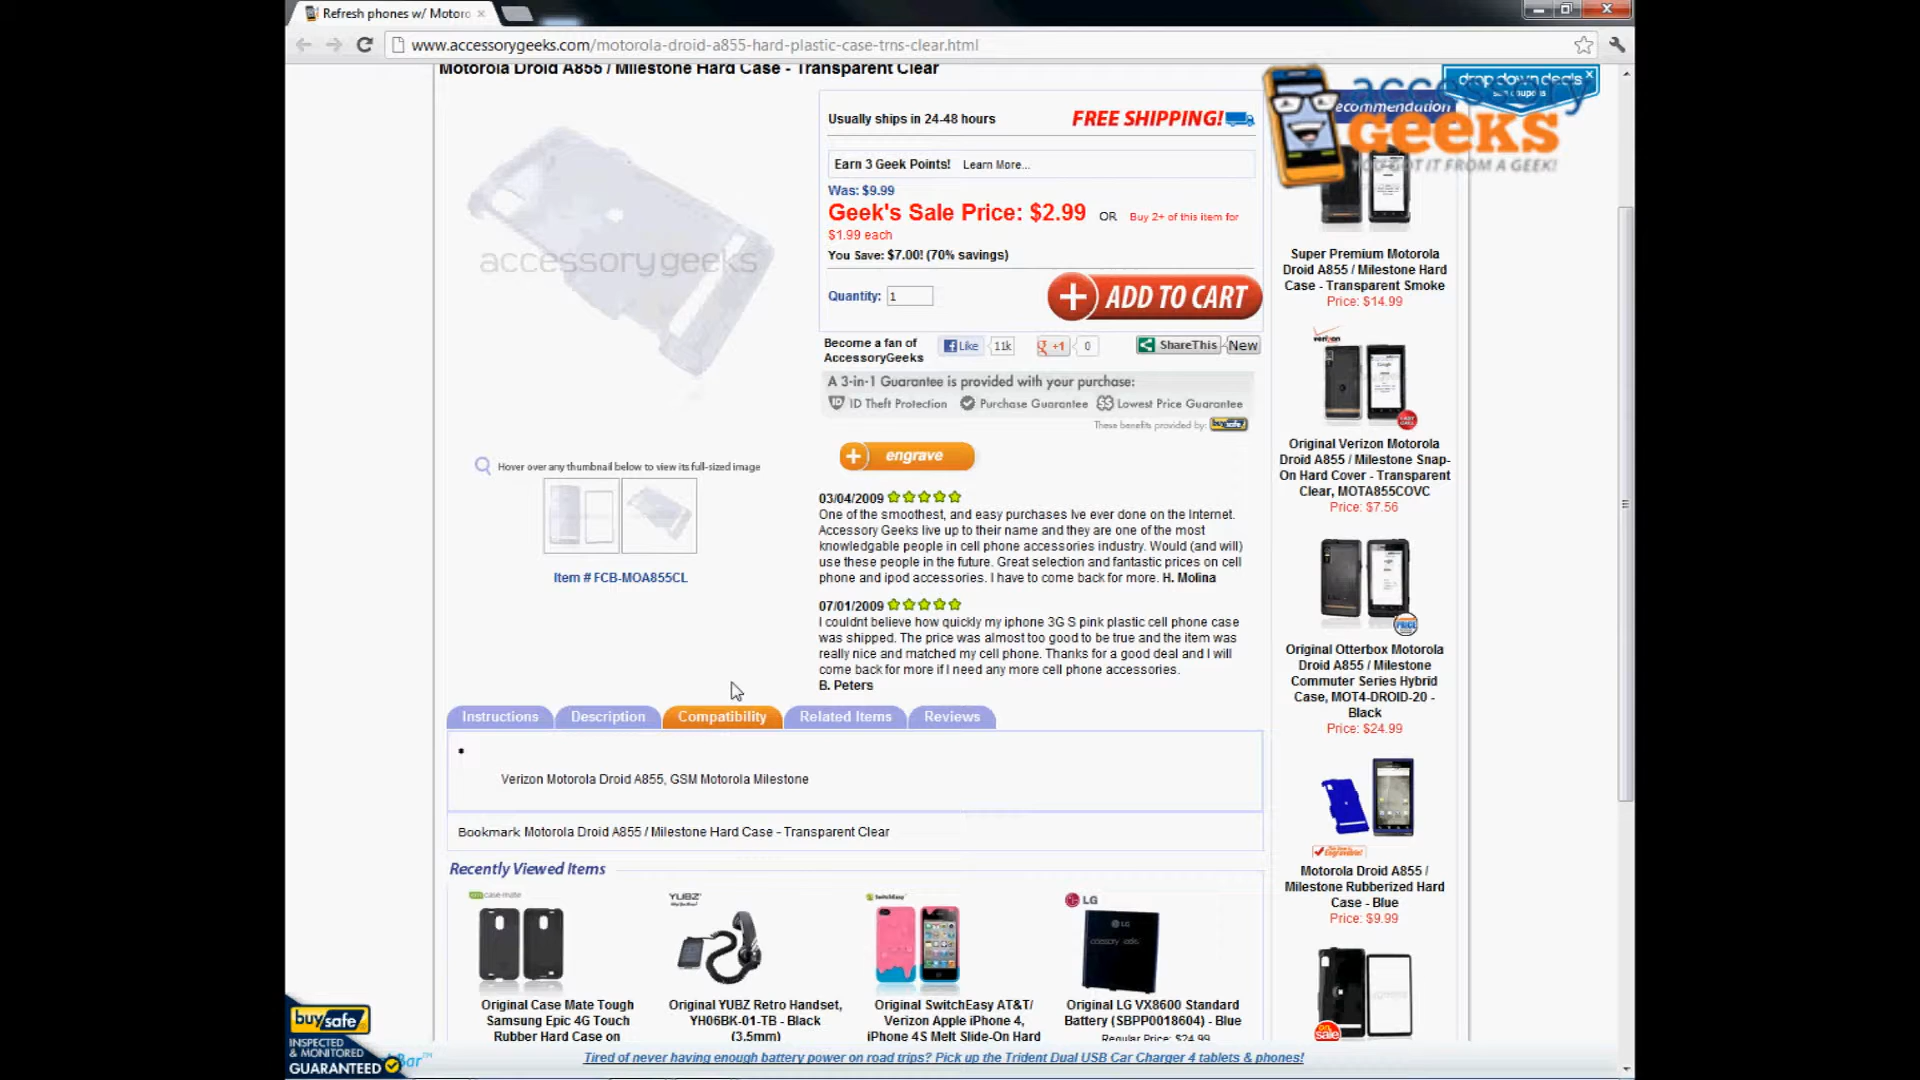 Refresh phones w/ Motoro
www.accessorygeeks.com/motorola-droid-a855-hard-plastic-case-trns-clear.html
Motorola Droid A855 / Milestone Hard Case - Transparent Clear
drop down deals
see coupons
ecommendation
accessory
geeks
YOU GOT IT FROM A GEEK!
accessorygeeks
Usually ships in 24-48 hours
FREE SHIPPING!
Earn 3 Geek Points! Learn More...
Was: $9.99
Geek's Sale Price: $2.99 OR Buy 2+ of this item for
$1.99 each
You Save: $7.00! (70% savings)
Quantity: 1
ADD TO CART
Become a fan of
AccessoryGeeks
Like 11k
+1 0
ShareThis New
A 3-in-1 Guarantee is provided with your purchase:
ID Theft Protection Purchase Guarantee Lowest Price Guarantee
These benefits provided by: buySAFE
engrave
Hover over any thumbnail below to view its full-sized image
Item # FCB-MOA855CL
03/04/2009
One of the smoothest, and easy purchases Ive ever done on the Internet.
Accessory Geeks live up to their name and they are one of the most
knowledgable people in cell phone accessories industry. Would (and will)
use these people in the future. Great selection and fantastic prices on cell
phone and ipod accessories. I have to come back for more. H. Molina
07/01/2009
I couldnt believe how quickly my iphone 3G S pink plastic cell phone case
was shipped. The price was almost too good to be true and the item was
really nice and matched my cell phone. Thanks for a good deal and I will
come back for more if I need any more cell phone accessories.
B. Peters
Instructions Description Compatibility Related Items Reviews
Verizon Motorola Droid A855, GSM Motorola Milestone
Bookmark Motorola Droid A855 / Milestone Hard Case - Transparent Clear
Recently Viewed Items
case-mate
Original Case Mate Tough
Samsung Epic 4G Touch
Rubber Hard Case on
YUBZ
Original YUBZ Retro Handset,
YH06BK-01-TB - Black
(3.5mm)
SwitchEasy
Original SwitchEasy AT&T/
Verizon Apple iPhone 4,
iPhone 4S Melt Slide-On Hard
LG
Original LG VX8600 Standard
Battery (SBPP0018604) - Blue
Regular Price: $24.99
Super Premium Motorola
Droid A855 / Milestone Hard
Case - Transparent Smoke
Price: $14.99
verizon
Original Verizon Motorola
Droid A855 / Milestone Snap-
On Hard Cover - Transparent
Clear, MOTA855COVC
Price: $7.56
Original Otterbox Motorola
Droid A855 / Milestone
Commuter Series Hybrid
Case, MOT4-DROID-20 -
Black
Price: $24.99
Motorola Droid A855 /
Milestone Rubberized Hard
Case - Blue
Price: $9.99
on sale
buySAFE
INSPECTED
& MONITORED
GUARANTEED
Bar™
Tired of never having enough battery power on road trips? Pick up the Trident Dual USB Car Charger 4 tablets & phones!